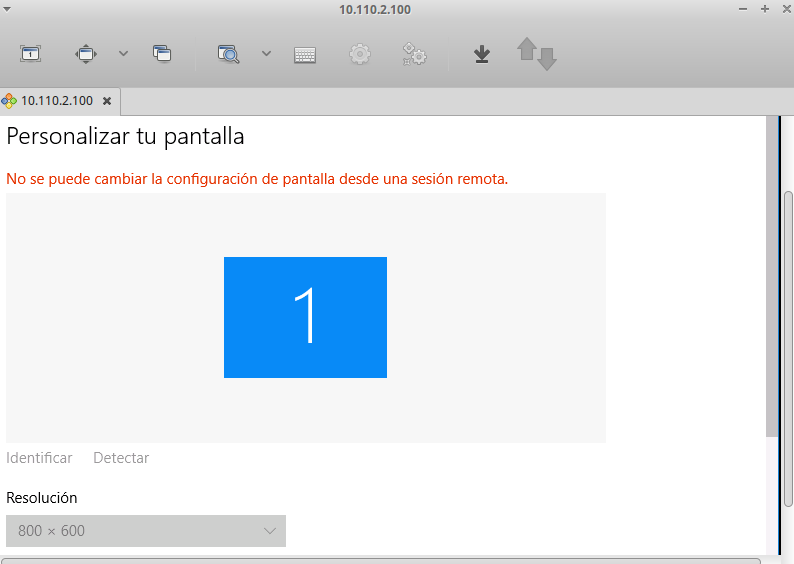 10.110.2.100
1
10.110.2.100
Personalizar tu pantalla
No se puede cambiar la configuración de pantalla desde una sesión remota.
1
Identificar Detectar
Resolución
800 × 600